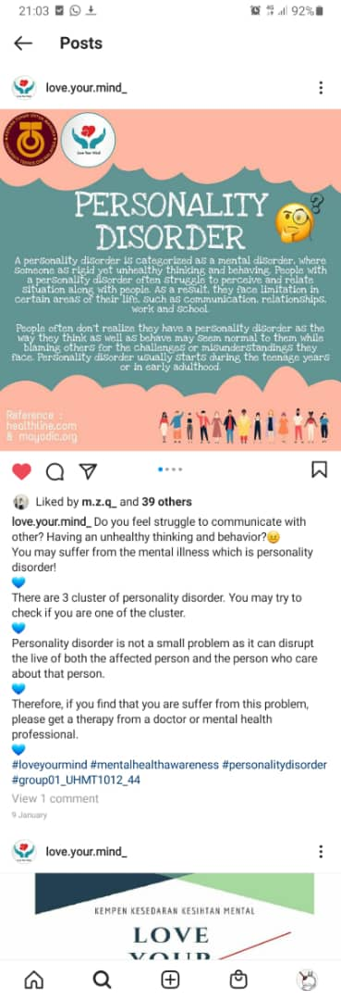 21:03
92%
Posts
love.your.mind_
Love Your Mind
PERSONALITY
DISORDER
A personality disorder is categorized as a mental disorder, where
someone as rigid yet unhealthy thinking and behaving. People with
a personality disorder often struggle to perceive and relate
situation along with people. As a result, they face limitation in
certain areas of their life, such as communication, relationships,
work and school.
People often don't realize they have a personality disorder as the
way they think as well as behave may seem normal to them while
blaming others for the challenges or misunderstandings they
face. Personality disorder usually starts during the teenage years
or in early adulthood.
Reference :
healthline.com
& mayodic.org
Liked by m.z.q_ and 39 others
love.your.mind_ Do you feel struggle to communicate with
other? Having an unhealthy thinking and behavior?😖
You may suffer from the mental illness which is personality
disorder!
💙
There are 3 cluster of personality disorder. You may try to
check if you are one of the cluster.
💙
Personality disorder is not a small problem as it can disrupt
the live of both the affected person and the person who care
about that person.
💙
Therefore, if you find that you are suffer from this problem,
please get a therapy from a doctor or mental health
professional.
💙
#loveyourmind #mentalhealthawareness #personalitydisorder
#group01_UHMT1012_44
View 1 comment
9 January
love.your.mind_
KEMPEN KESEDARAN KESIHTAN MENTAL
LOVE
YOUR